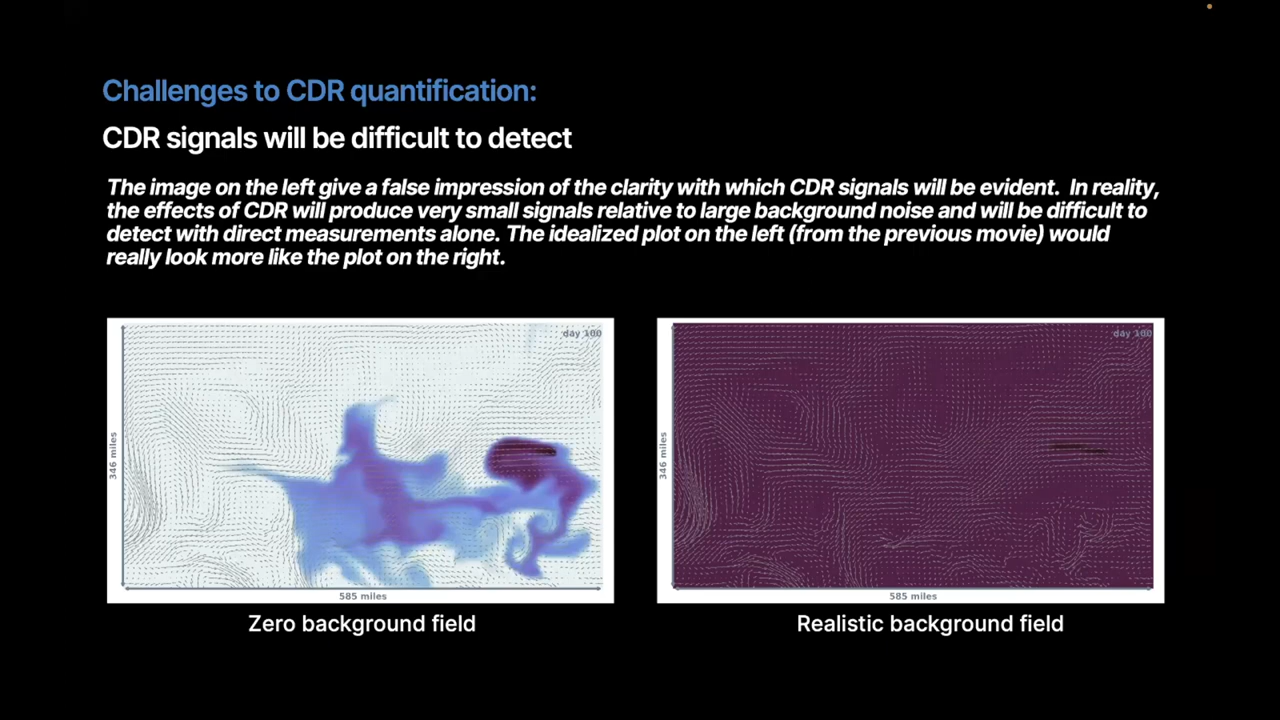 Challenges to CDR quantification:
CDR signals will be difficult to detect
The image on the left give a false impression of the clarity with which CDR signals will be evident.  In reality,
the effects of CDR will produce very small signals relative to large background noise and will be difficult to
detect with direct measurements alone. The idealized plot on the left (from the previous movie) would
really look more like the plot on the right.
day 100
346 miles
585 miles
Zero background field
day 100
346 miles
585 miles
Realistic background field